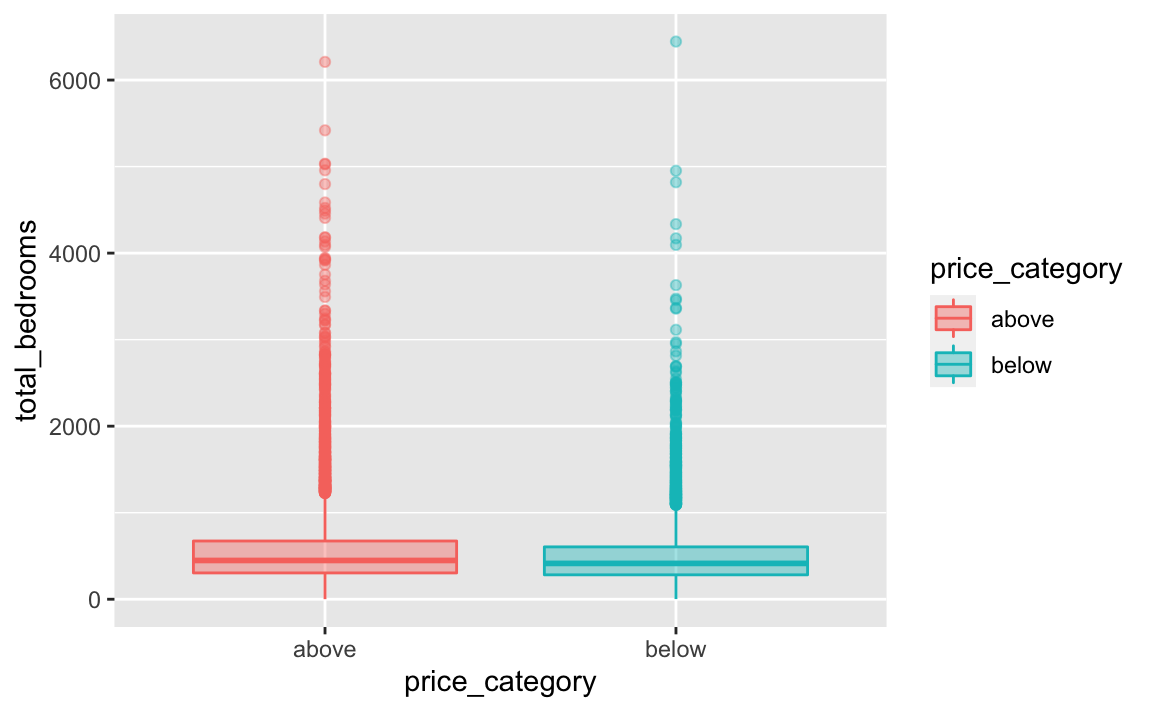 6000
4000
2000
0
total_bedrooms
above
below
price_category
price_category
above
below